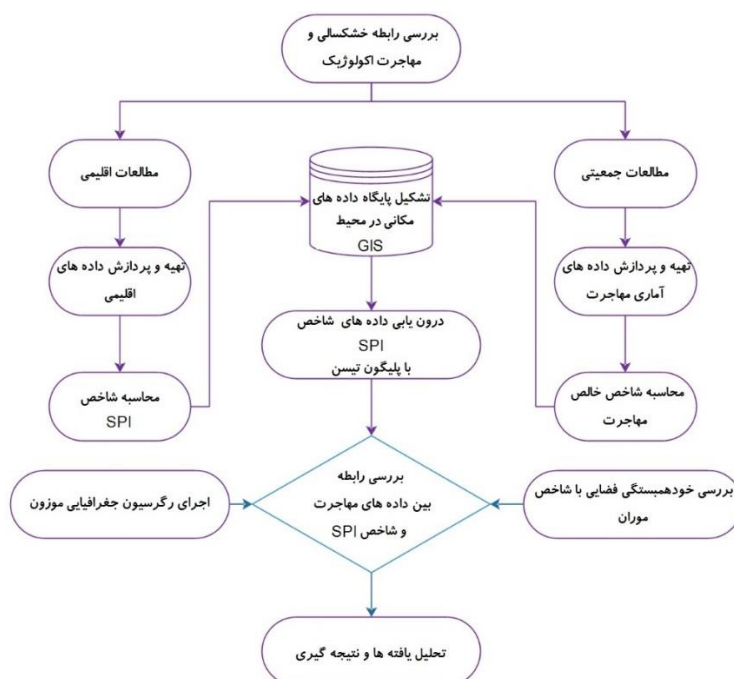 بررسی رابطه خشکسالی و
مهاجرت اکولوژیک
مطالعات جمعیتی
مطالعات اقلیمی
تشکیل پایگاه داده های
مکانی در محیط
GIS
تهیه و پردازش داده های
آماری مهاجرت
تهیه و پردازش داده های
اقلیمی
درون یابی داده های شاخص
SPI
با پلیگون تیسن
محاسبه شاخص خالص
مهاجرت
محاسبه شاخص
SPI
بررسی رابطه
بین داده های مهاجرت
و شاخص SPI
بررسی خودهمبستگی فضایی با شاخص
موران
اجرای رگرسیون جغرافیایی موزون
تحلیل یافته ها و نتیجه گیری